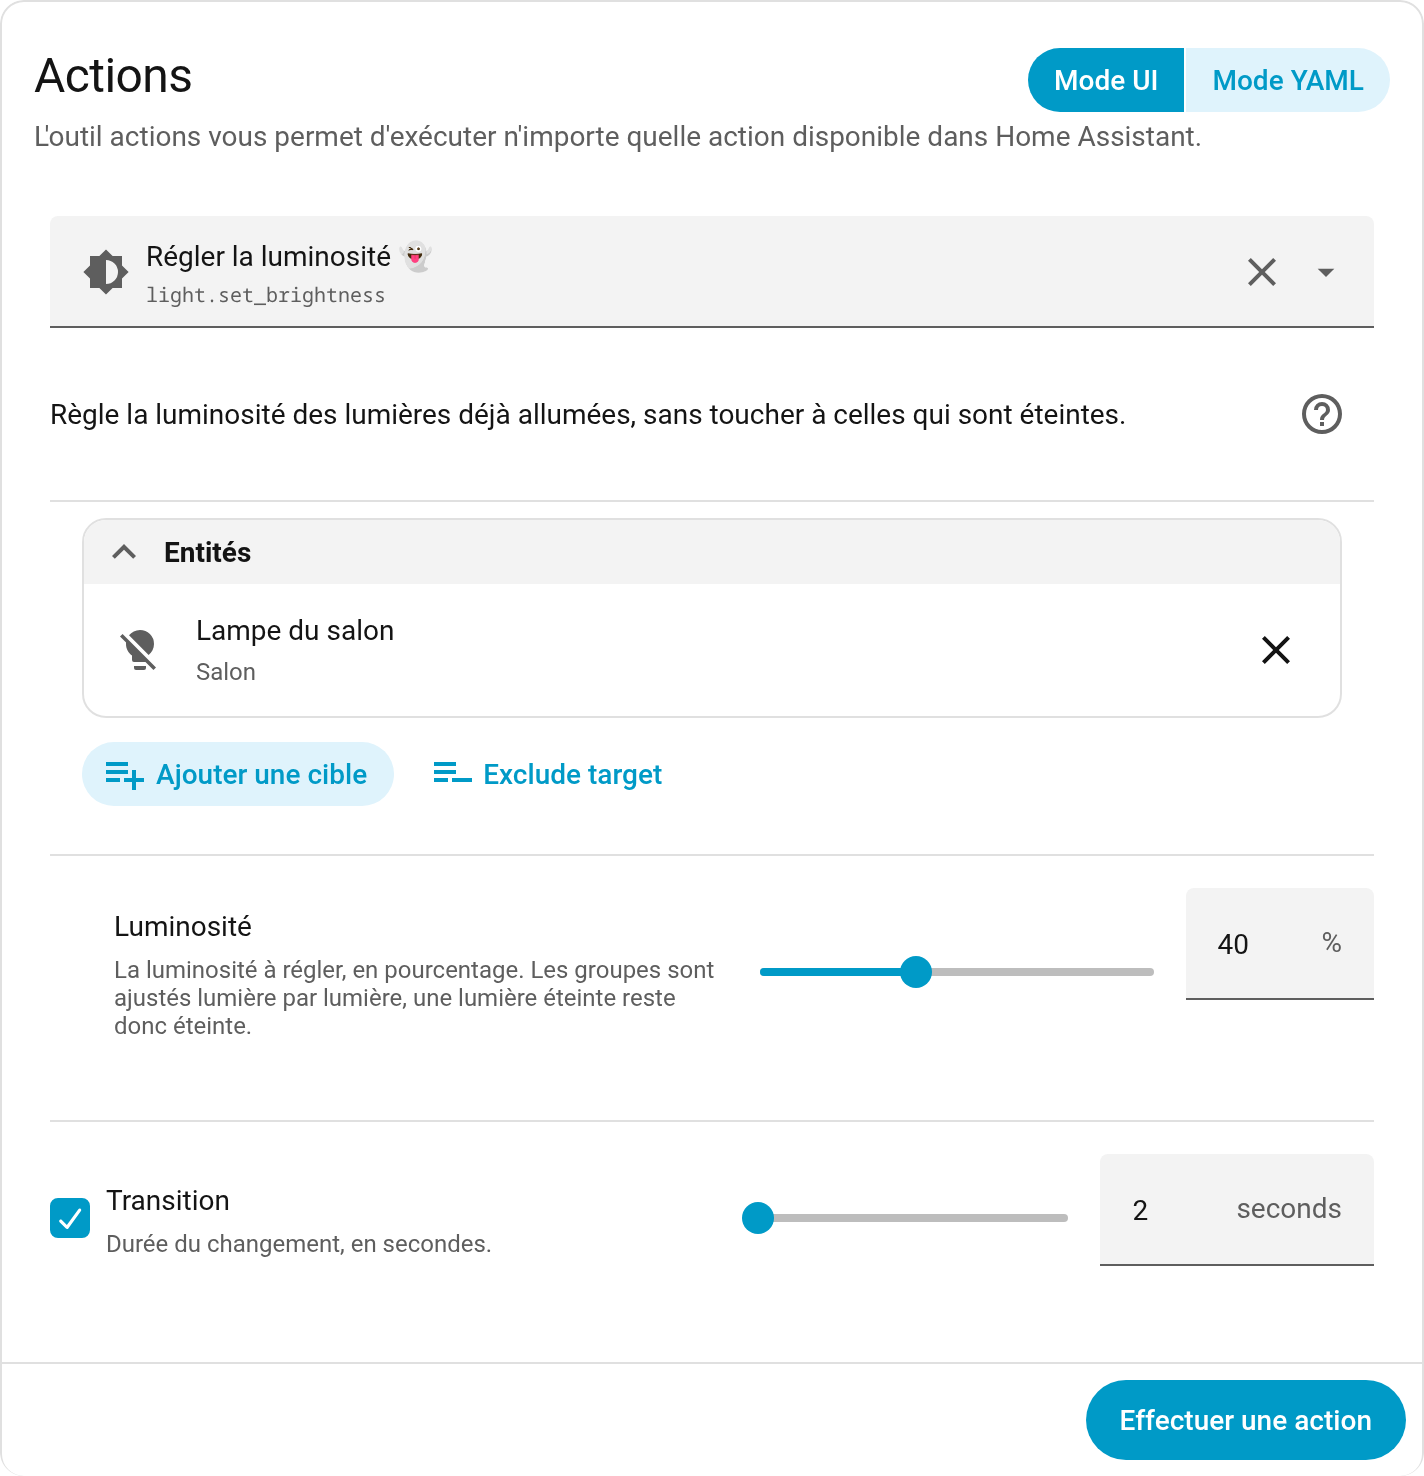 Actions
Mode UI
Mode YAML
L'outil actions vous permet d'exécuter n'importe quelle action disponible dans Home Assistant.
Régler la luminosité 👻
light.set_brightness
Règle la luminosité des lumières déjà allumées, sans toucher à celles qui sont éteintes.
Entités
Lampe du salon
Salon
Ajouter une cible
Exclude target
Luminosité
La luminosité à régler, en pourcentage. Les groupes sont
ajustés lumière par lumière, une lumière éteinte reste
donc éteinte.
40 %
Transition
Durée du changement, en secondes.
2 seconds
Effectuer une action